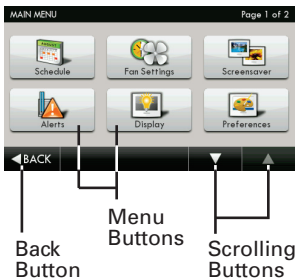 MAIN MENU Page 1 of 2
Schedule Fan Settings Screensaver
Alerts Display Preferences
BACK
Menu
Buttons
Back
Button
Scrolling
Buttons